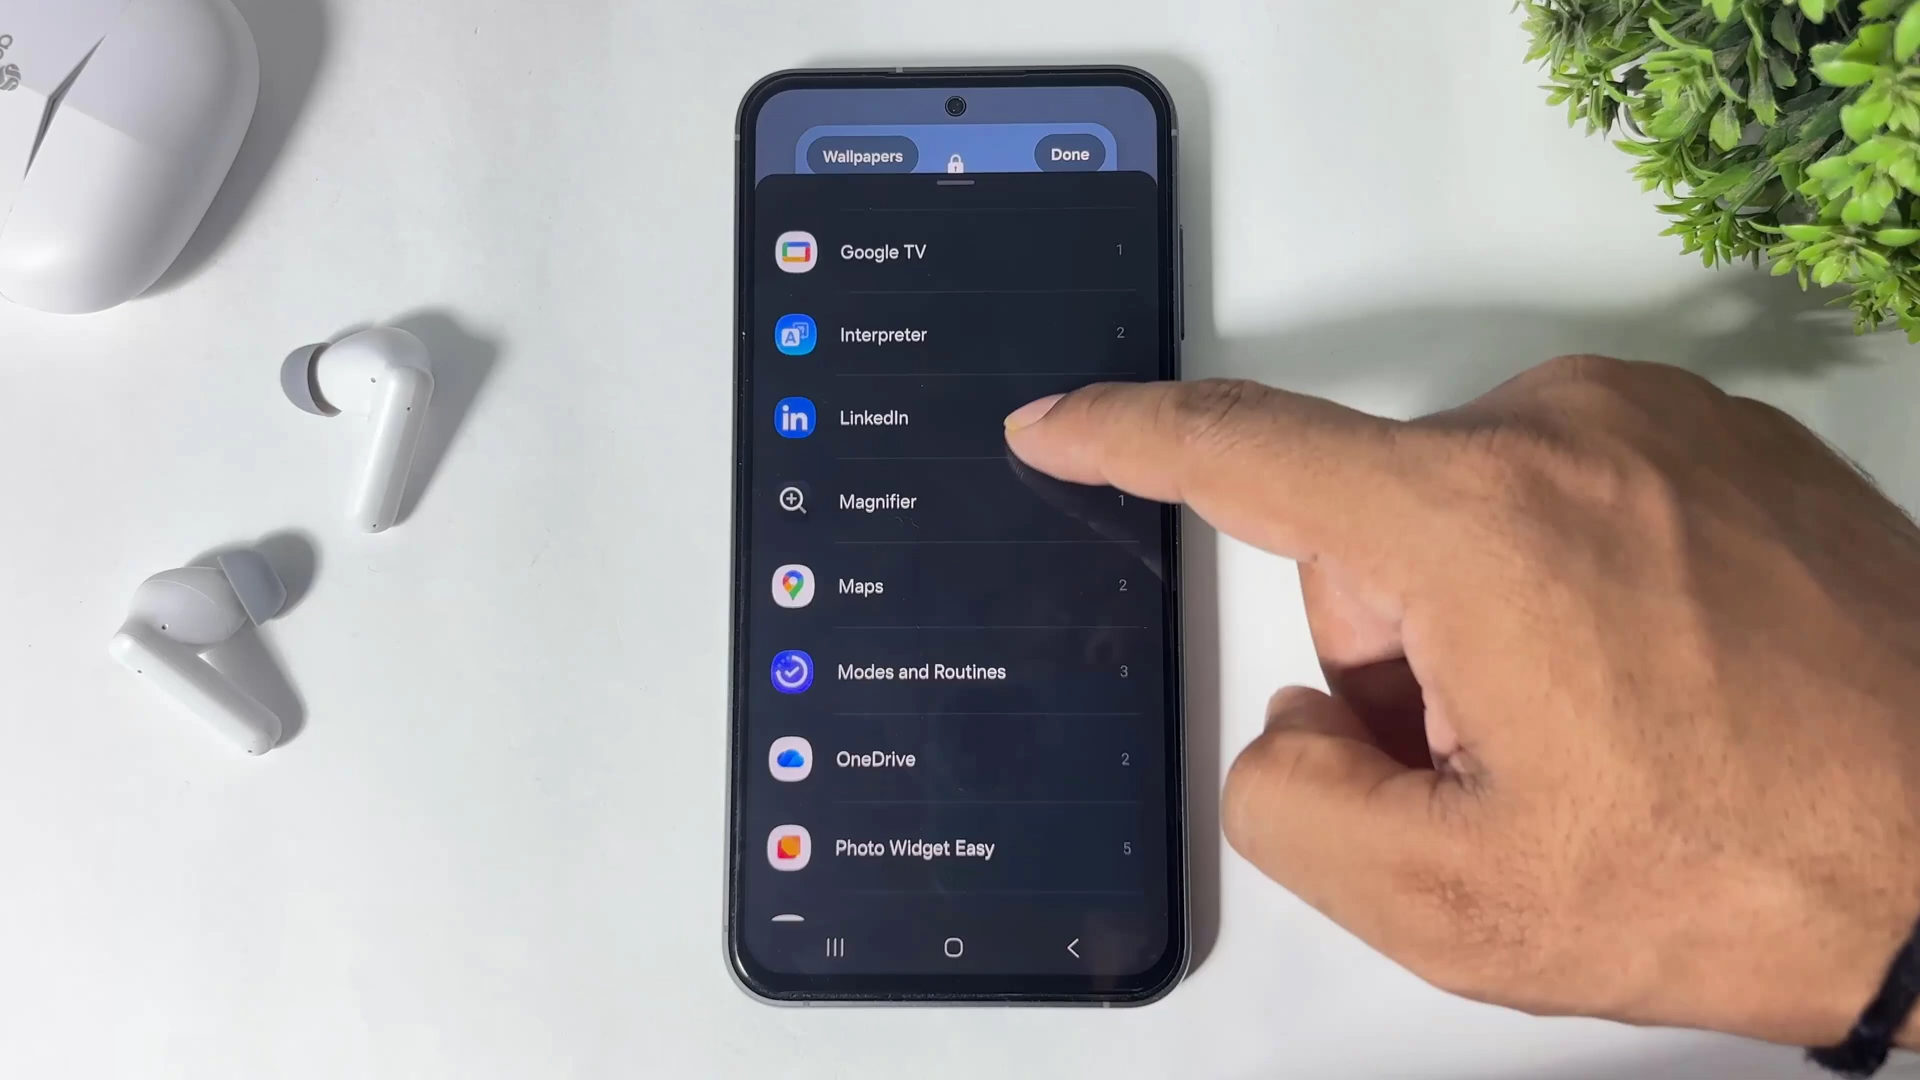 Wallpapers
Done
Google TV 1
Interpreter 2
in LinkedIn
Magnifier 1
Maps 2
Modes and Routines 3
OneDrive 2
Photo Widget Easy 5